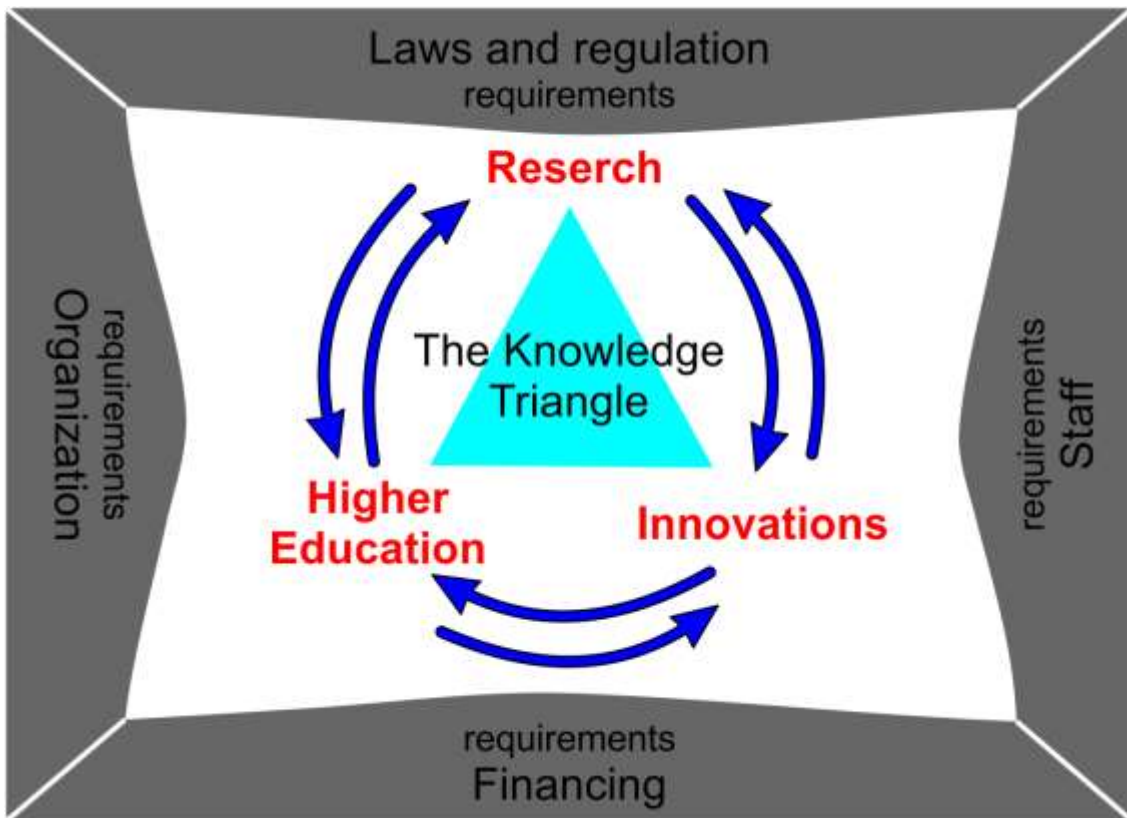 Laws and regulation
requirements
Reserch
requirements
Organization
The Knowledge
Triangle
requirements
Staff
Higher
Education
Innovations
requirements
Financing